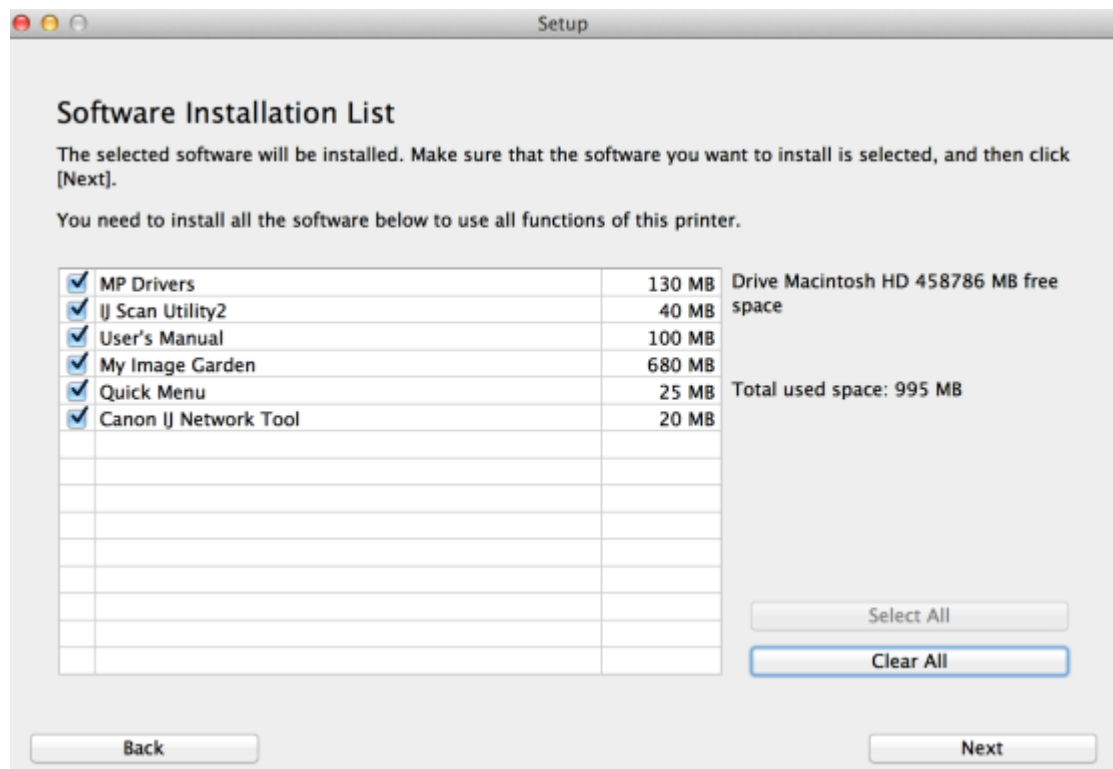 Setup
Software Installation List
The selected software will be installed. Make sure that the software you want to install is selected, and then click
[Next].
You need to install all the software below to use all functions of this printer.
MP Drivers 130 MB
IJ Scan Utility2 40 MB
User's Manual 100 MB
My Image Garden 680 MB
Quick Menu 25 MB
Canon IJ Network Tool 20 MB
Drive Macintosh HD 458786 MB free
space
Total used space: 995 MB
Select All
Clear All
Back
Next